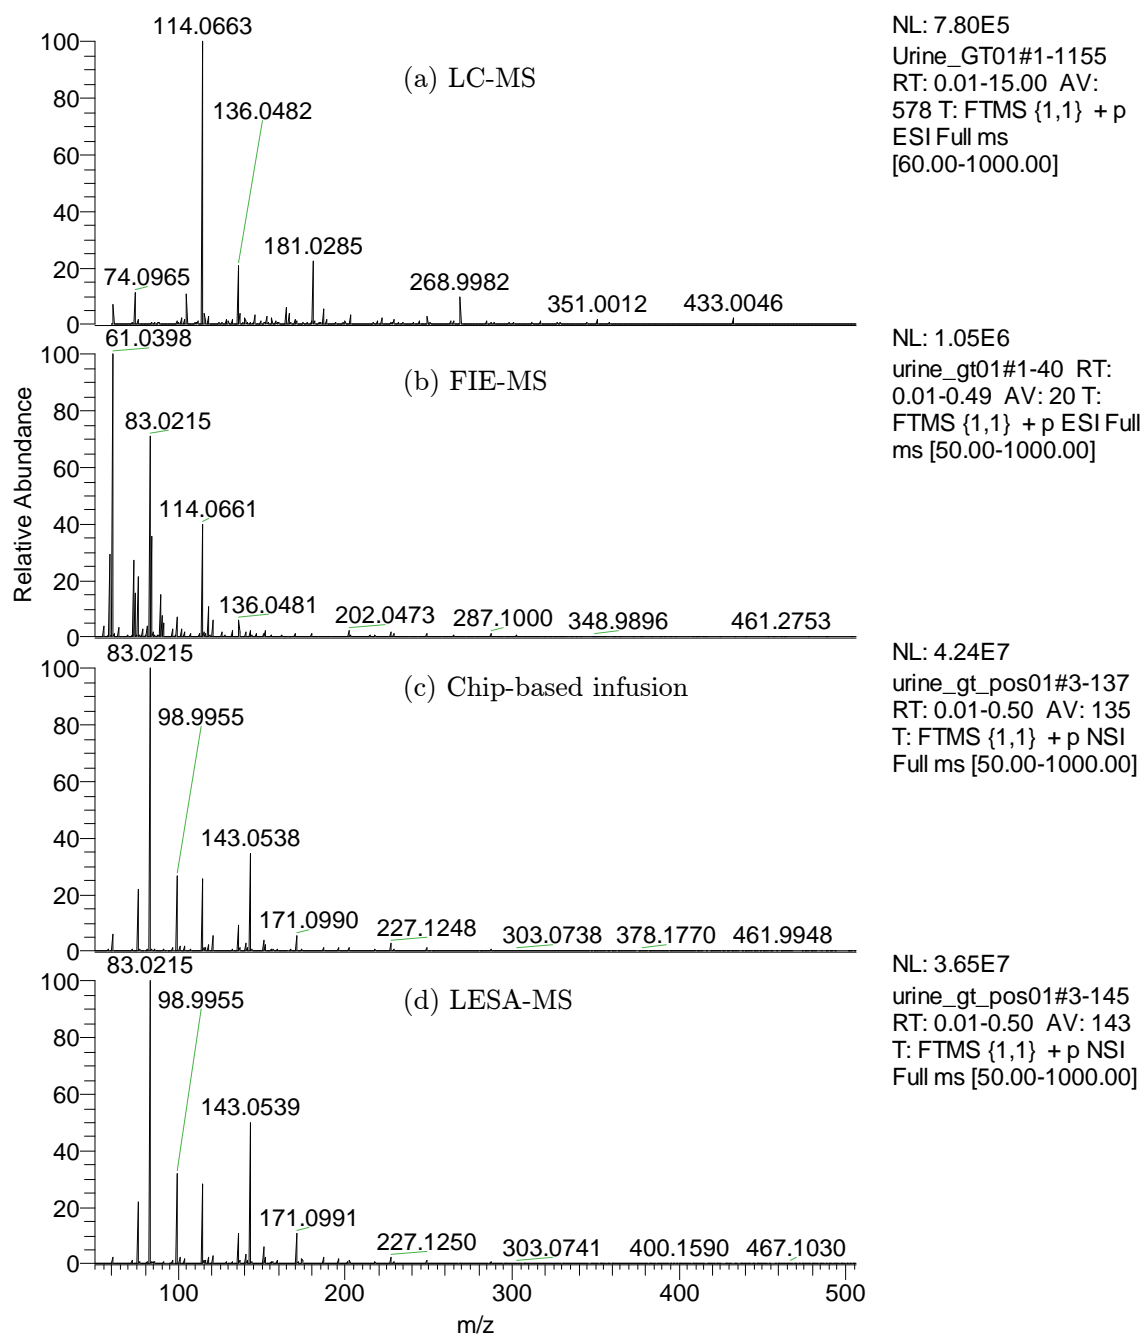 114.0663
100
80
60
40
20
0
(a) LC-MS
136.0482
181.0285
74.0965
268.9982
351.0012
433.0046
NL: 7.80E5
Urine_GT01#1-1155
RT: 0.01-15.00 AV:
578 T: FTMS {1,1} + p
ESI Full ms
[60.00-1000.00]
61.0398
100
80
60
40
20
0
(b) FIE-MS
83.0215
114.0661
136.0481
202.0473
287.1000
348.9896
461.2753
NL: 1.05E6
urine_gt01#1-40 RT:
0.01-0.49 AV: 20 T:
FTMS {1,1} + p ESI Full
ms [50.00-1000.00]
Relative Abundance
83.0215
100
80
60
40
20
0
(c) Chip-based infusion
98.9955
143.0538
171.0990
227.1248
303.0738
378.1770
461.9948
NL: 4.24E7
urine_gt_pos01#3-137
RT: 0.01-0.50 AV: 135
T: FTMS {1,1} + p NSI
Full ms [50.00-1000.00]
83.0215
100
80
60
40
20
0
(d) LESA-MS
98.9955
143.0539
171.0991
227.1250
303.0741
400.1590
467.1030
NL: 3.65E7
urine_gt_pos01#3-145
RT: 0.01-0.50 AV: 143
T: FTMS {1,1} + p NSI
Full ms [50.00-1000.00]
100
200
300
400
500
m/z